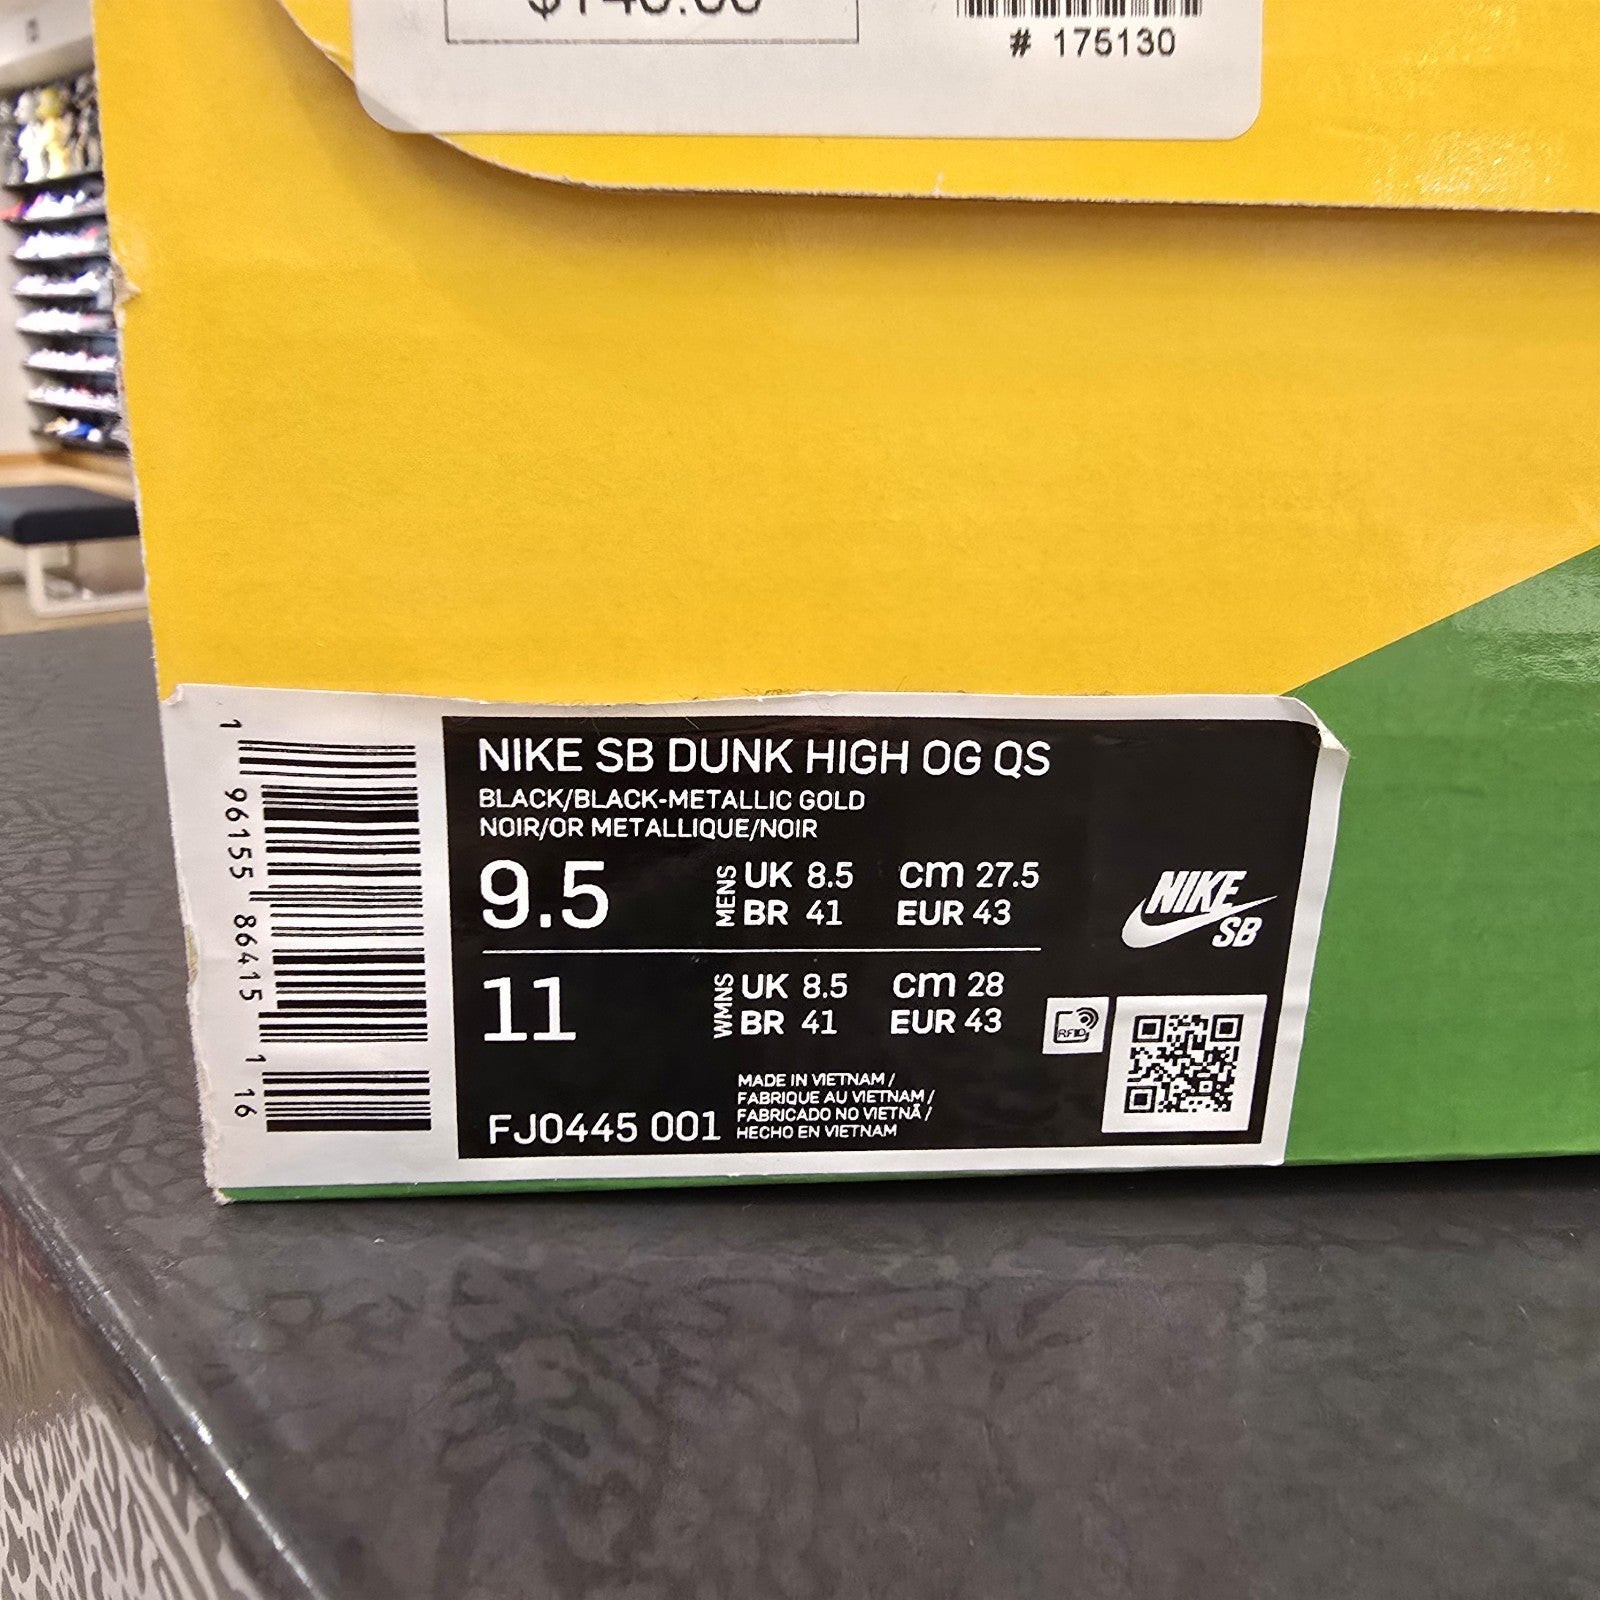 # 175130
NIKE SB DUNK HIGH OG QS
BLACK/BLACK-METALLIC GOLD
NOIR/OR METALLIQUE/NOIR
9.5 MENS UK 8.5 cm 27.5
BR 41 EUR 43
11 WMNS UK 8.5 cm 28
BR 41 EUR 43
NIKE
SB
RFID
FJ0445 001
MADE IN VIETNAM /
FABRIQUE AU VIETNAM /
FABRICADO NO VIETNÃ /
HECHO EN VIETNAM
1 96155 86415 1 16